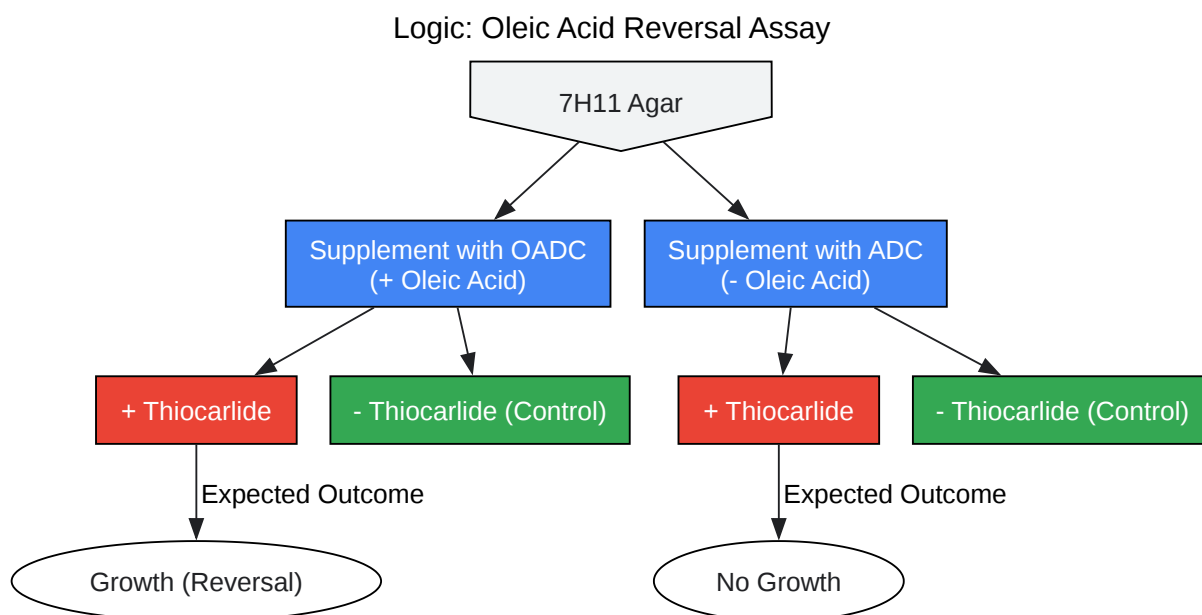 Logic: Oleic Acid Reversal Assay
7H11 Agar
Supplement with OADC
(+ Oleic Acid)
Supplement with ADC
(- Oleic Acid)
+ Thiocarlide
- Thiocarlide (Control)
+ Thiocarlide
- Thiocarlide (Control)
Expected Outcome
Expected Outcome
Growth (Reversal)
No Growth